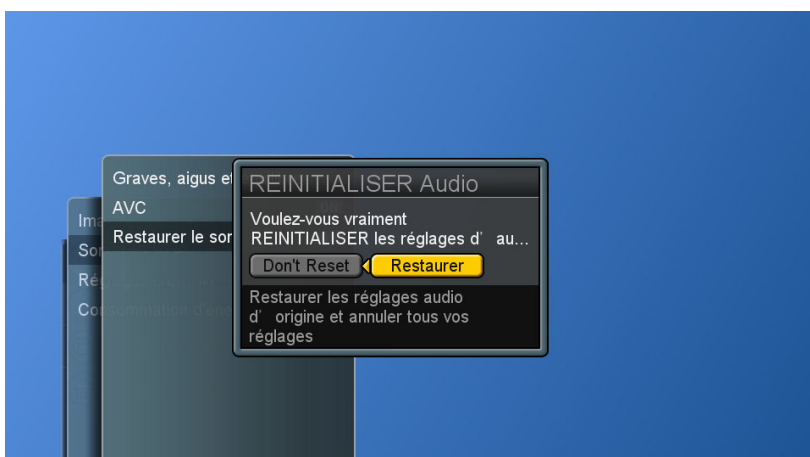 Graves, aigus et
AVC
Restaurer le son
REINITIALISER Audio
Voulez-vous vraiment
REINITIALISER les réglages d’ au...
Don't Reset
Restaurer
Restaurer les réglages audio
d’ origine et annuler tous vos
réglages